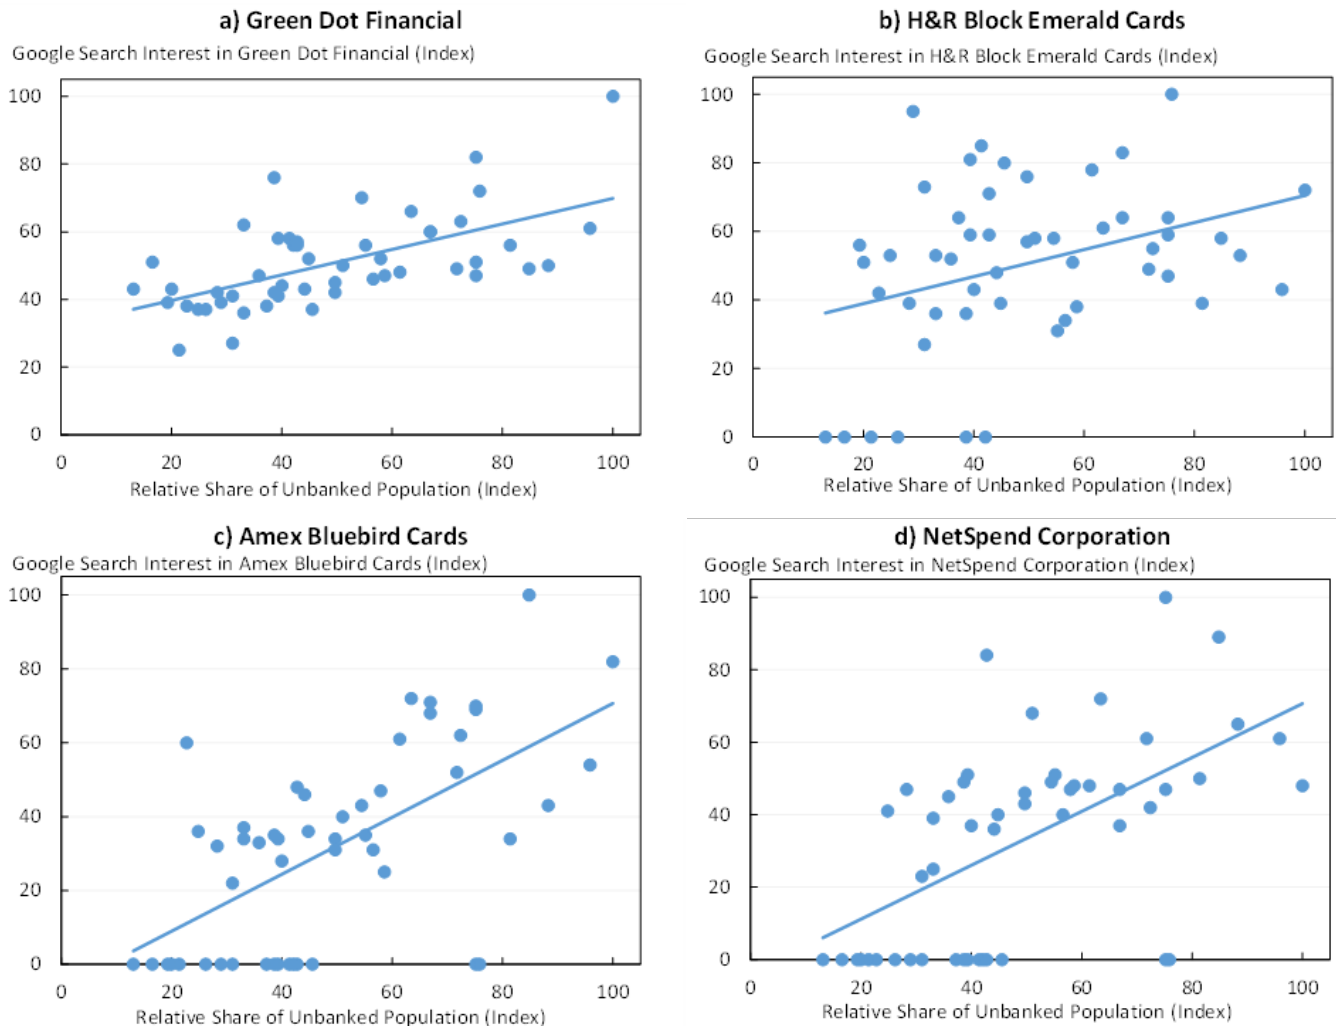 a) Green Dot Financial
Google Search Interest in Green Dot Financial (Index)
100
80
60
40
20
0
0 20 40 60 80 100
Relative Share of Unbanked Population (Index)
b) H&R Block Emerald Cards
Google Search Interest in H&R Block Emerald Cards (Index)
100
80
60
40
20
0
0 20 40 60 80 100
Relative Share of Unbanked Population (Index)
c) Amex Bluebird Cards
Google Search Interest in Amex Bluebird Cards (Index)
100
80
60
40
20
0
0 20 40 60 80 100
Relative Share of Unbanked Population (Index)
d) NetSpend Corporation
Google Search Interest in NetSpend Corporation (Index)
100
80
60
40
20
0
0 20 40 60 80 100
Relative Share of Unbanked Population (Index)